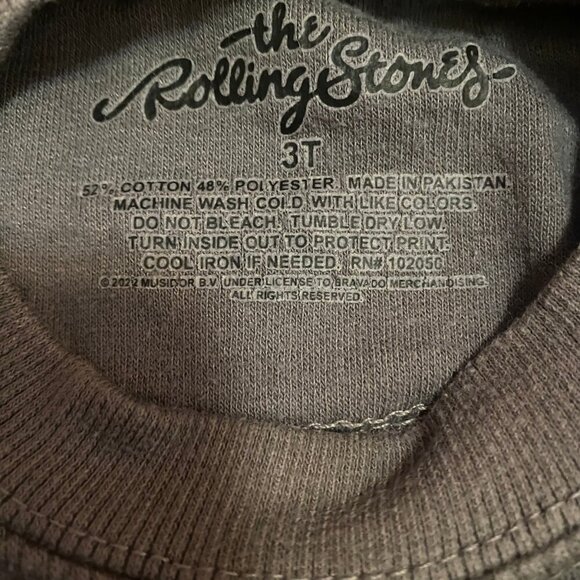 the
Rolling Stones
3T
52% COTTON 48% POLYESTER. MADE IN PAKISTAN.
MACHINE WASH COLD WITH LIKE COLORS.
DO NOT BLEACH. TUMBLE DRY LOW.
TURN INSIDE OUT TO PROTECT PRINT.
COOL IRON IF NEEDED. RN# 102050
© 2022 MUSIDOR B.V. UNDER LICENSE TO BRAVADO MERCHANDISING.
ALL RIGHTS RESERVED